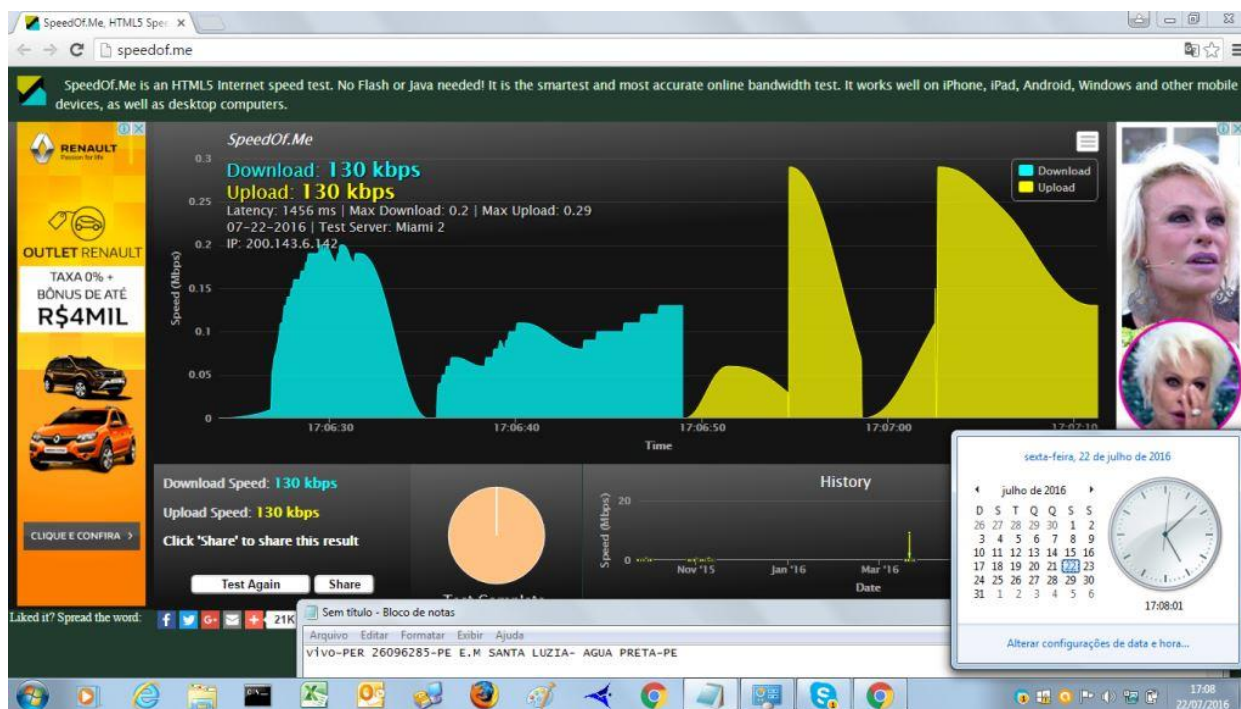 SpeedOf.Me, HTML5 Spee
speedof.me
SpeedOf.Me is an HTML5 Internet speed test. No Flash or Java needed! It is the smartest and most accurate online bandwidth test. It works well on iPhone, iPad, Android, Windows and other mobile
devices, as well as desktop computers.
RENAULT
Passion for life
OUTLET RENAULT
TAXA 0% +
BÔNUS DE ATÉ
R$4MIL
CLIQUE E CONFIRA >
SpeedOf.Me
Download: 130 kbps
Upload: 130 kbps
Latency: 1456 ms | Max Download: 0.2 | Max Upload: 0.29
07-22-2016 | Test Server: Miami 2
IP: 200.143.6.142
Download
Upload
Speed (Mbps)
0.3
0.25
0.2
0.15
0.1
0.05
0
17:06:30 17:06:40 17:06:50 17:07:00 17:07:10
Time
Download Speed: 130 kbps
Upload Speed: 130 kbps
Click 'Share' to share this result
Test Again Share
Test Complete
History
Speed (Mbps)
20
0
Nov '15 Jan '16 Mar '16
Date
sexta-feira, 22 de julho de 2016
julho de 2016
D S T Q Q S S
26 27 28 29 30 1 2
3 4 5 6 7 8 9
10 11 12 13 14 15 16
17 18 19 20 21 22 23
24 25 26 27 28 29 30
31 1 2 3 4 5 6
17:08:01
Alterar configurações de data e hora...
Liked it? Spread the word:
21K
Sem título - Bloco de notas
Arquivo Editar Formatar Exibir Ajuda
vivo-PER 26096285-PE E.M SANTA LUZIA- AGUA PRETA-PE
17:08
22/07/2016